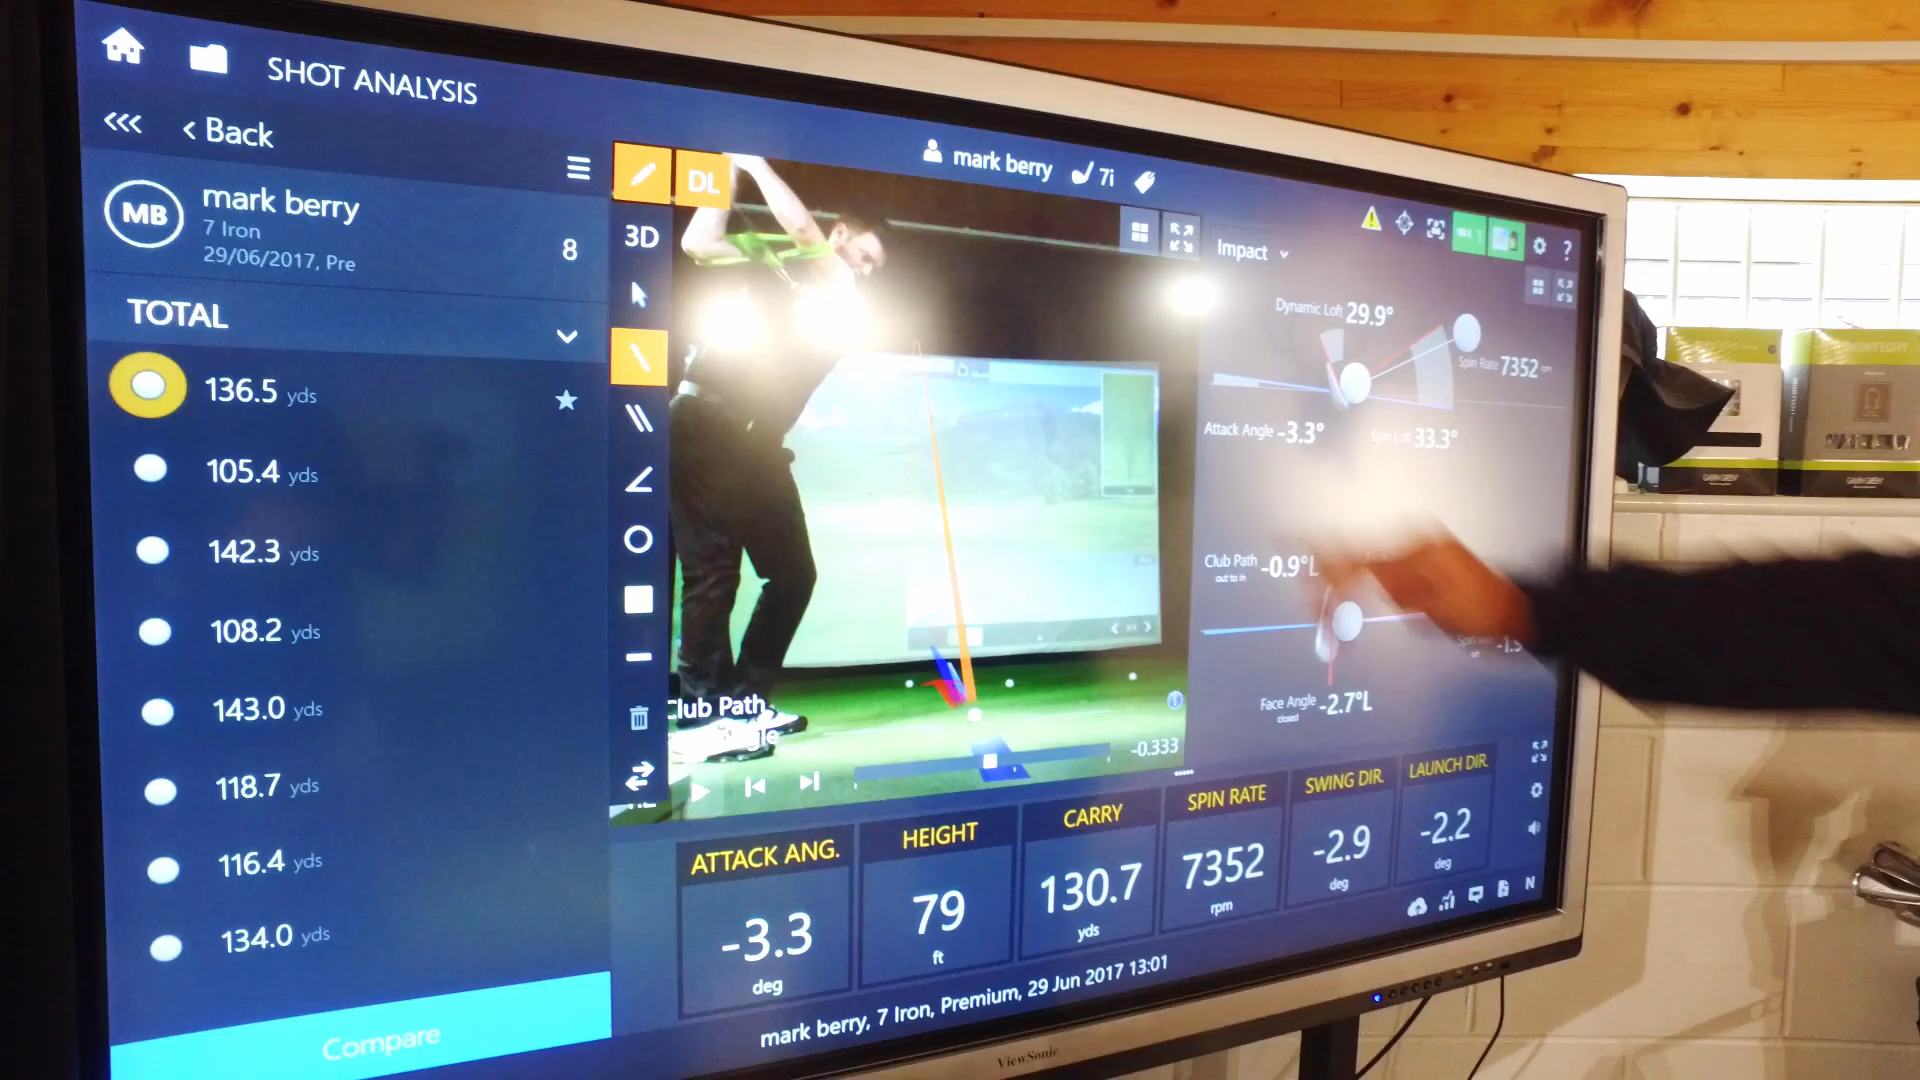 SHOT ANALYSIS
< Back
MB
mark berry
7 Iron
29/06/2017, Pre
8
TOTAL
136.5 yds
105.4 yds
142.3 yds
108.2 yds
143.0 yds
118.7 yds
116.4 yds
134.0 yds
Compare
DL
3D
mark berry 7i
Impact
?
Dynamic Loft 29.9°
Spin Rate 7352
Attack Angle -3.3°
Spin Loft 33.3°
Club Path -0.9°L
out to in
Face Angle -2.7°L
closed
Club Path
-0.333
ATTACK ANG.
-3.3
deg
HEIGHT
79
ft
CARRY
130.7
yds
SPIN RATE
7352
rpm
SWING DIR.
-2.9
deg
LAUNCH DIR.
-2.2
deg
N
mark berry, 7 Iron, Premium, 29 Jun 2017 13:01
ViewSonic